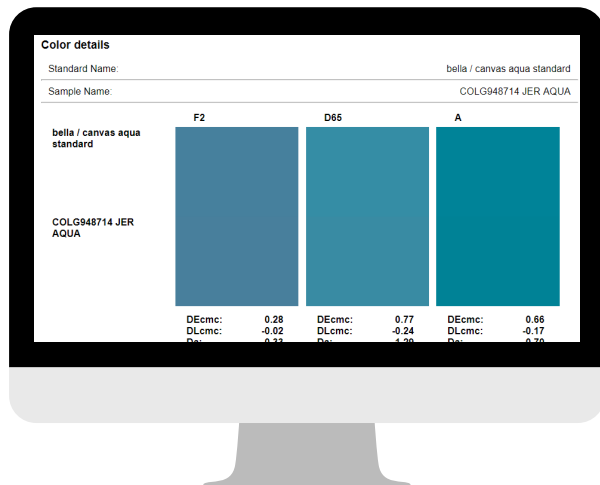 Color details
Standard Name: bella / canvas aqua standard
Sample Name: COLG948714 JER AQUA
F2 D65 A
bella / canvas aqua
standard
COLG948714 JER
AQUA
DEcmc: 0.28 DEcmc: 0.77 DEcmc: 0.66
DLcmc: -0.02 DLcmc: -0.24 DLcmc: -0.17